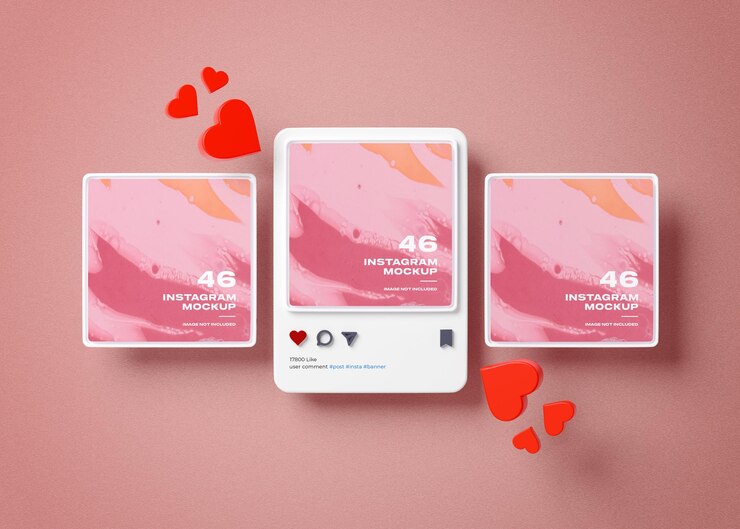 46
INSTAGRAM
MOCKUP
IMAGE NOT INCLUDED
46
INSTAGRAM
MOCKUP
IMAGE NOT INCLUDED
17800 Like
user comment #post #insta #banner
46
INSTAGRAM
MOCKUP
IMAGE NOT INCLUDED